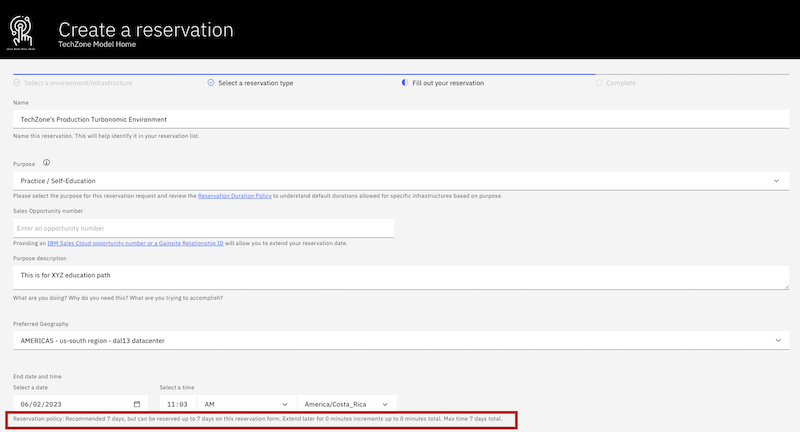 Create a reservation
TechZone Model Home
Select a environment/infrastructure
Select a reservation type
Fill out your reservation
Complete
Name
TechZone's Production Turbonomic Environment
Name this reservation. This will help identify it in your reservation list.
Purpose
Practice / Self-Education
Please select the purpose for this reservation request and review the Reservation Duration Policy to understand default durations allowed for specific infrastructures based on purpose.
Sales Opportunity number
Enter an opportunity number
Providing an IBM Sales Cloud opportunity number or a Gainsite Relationship ID will allow you to extend your reservation date.
Purpose description
This is for XYZ education path
What are you doing? Why do you need this? What are you trying to accomplish?
Preferred Geography
AMERICAS - us-south region - dal13 datacenter
End date and time
Select a date
Select a time
06/02/2023
11:03
AM
America/Costa_Rica
Reservation policy: Recommended 7 days, but can be reserved up to 7 days on this reservation form. Extend later for 0 minutes increments up to 0 minutes total. Max time 7 days total.